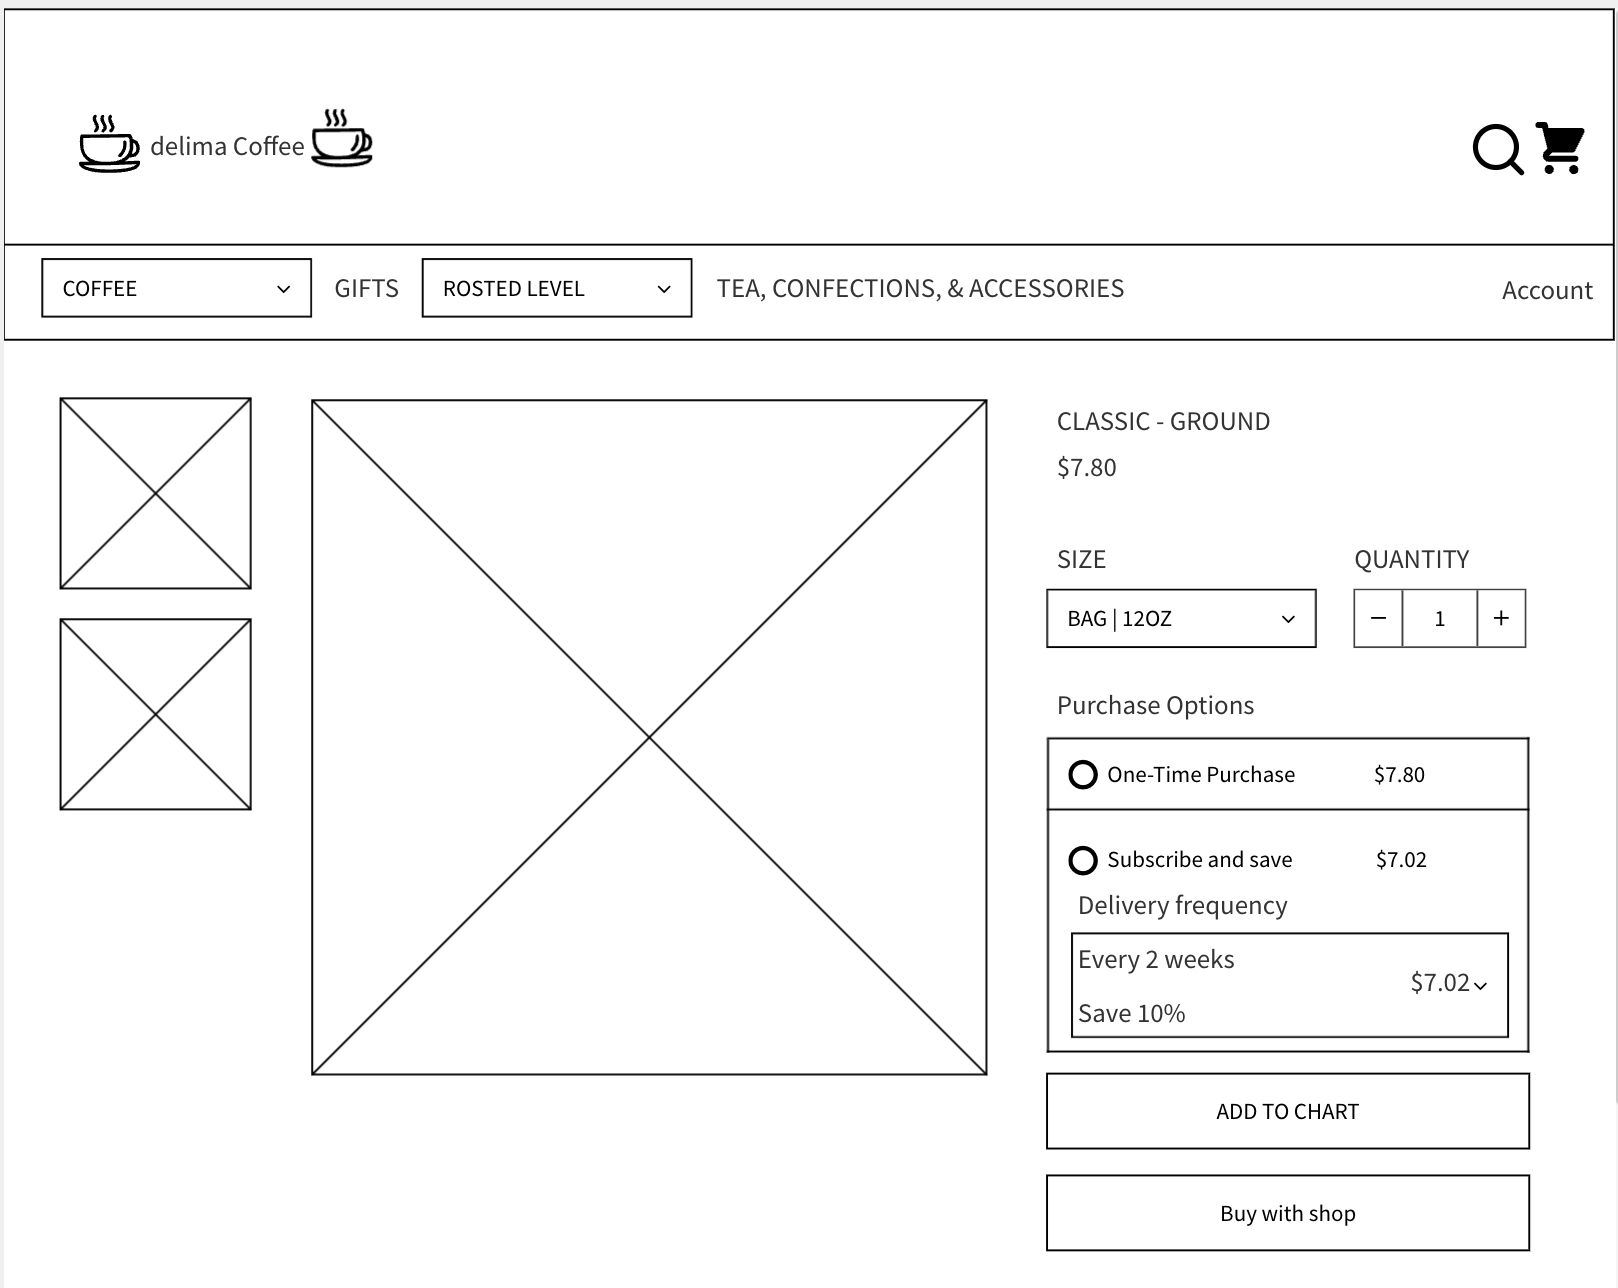 delima Coffee
COFFEE
GIFTS
ROSTED LEVEL
TEA, CONFECTIONS, & ACCESSORIES
Account
CLASSIC - GROUND
$7.80
SIZE
QUANTITY
BAG | 12OZ
− 1 +
Purchase Options
One-Time Purchase $7.80
Subscribe and save $7.02
Delivery frequency
Every 2 weeks
$7.02
Save 10%
ADD TO CHART
Buy with shop